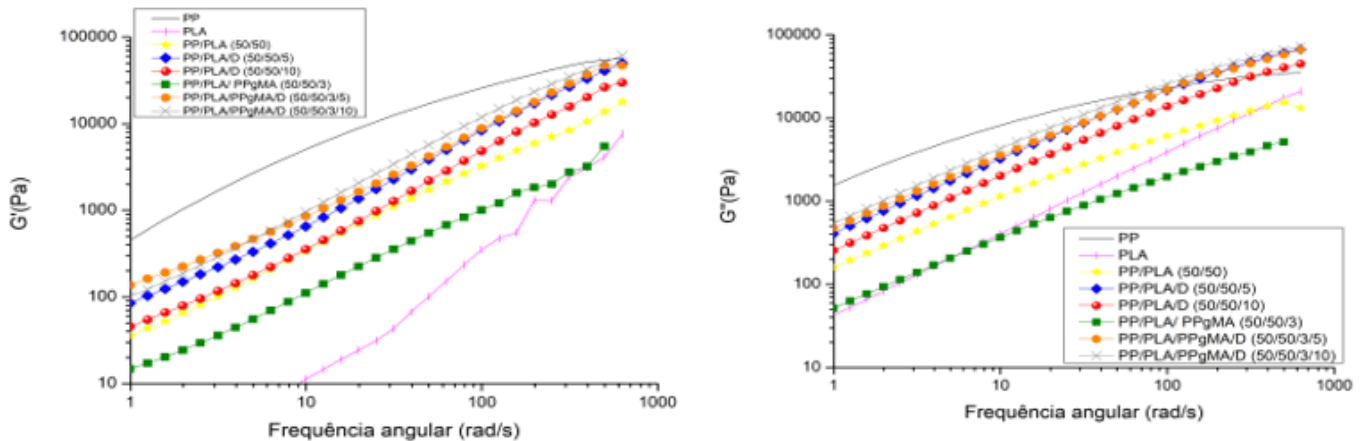 PP
PLA
PP/PLA (50/50)
PP/PLA/D (50/50/5)
PP/PLA/D (50/50/10)
PP/PLA/ PPgMA (50/50/3)
PP/PLA/PPgMA/D (50/50/3/5)
PP/PLA/PPgMA/D (50/50/3/10)
100000
10000
1000
100
10
G'(Pa)
1 10 100 1000
Frequência angular (rad/s)
100000
10000
1000
100
10
G"(Pa)
PP
PLA
PP/PLA (50/50)
PP/PLA/D (50/50/5)
PP/PLA/D (50/50/10)
PP/PLA/ PPgMA (50/50/3)
PP/PLA/PPgMA/D (50/50/3/5)
PP/PLA/PPgMA/D (50/50/3/10)
1 10 100 1000
Frequência angular (rad/s)